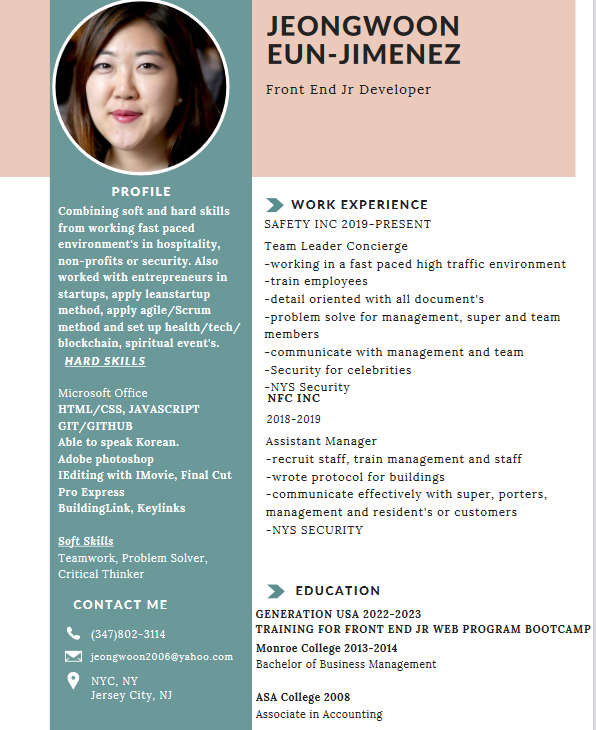 JEONGWOON
EUN-JIMENEZ
Front End Jr Developer
PROFILE
Combining soft and hard skills
from working fast paced
environment's in hospitality,
non-profits or security. Also
worked with entrepreneurs in
startups, apply leanstartup
method, apply agile/Scrum
method and set up health/tech/
blockchain, spiritual event's.
HARD SKILLS
Microsoft Office
HTML/CSS, JAVASCRIPT
GIT/GITHUB
Able to speak Korean.
Adobe photoshop
IEditing with IMovie, Final Cut
Pro Express
BuildingLink, Keylinks
Soft Skills
Teamwork, Problem Solver,
Critical Thinker
CONTACT ME
(347)802-3114
jeongwoon2006@yahoo.com
NYC, NY
Jersey City, NJ
WORK EXPERIENCE
SAFETY INC 2019-PRESENT
Team Leader Concierge
-working in a fast paced high traffic environment
-train employees
-detail oriented with all document's
-problem solve for management, super and team
members
-communicate with management and team
-Security for celebrities
-NYS Security
NFC INC
2018-2019
Assistant Manager
-recruit staff, train management and staff
-wrote protocol for buildings
-communicate effectively with super, porters,
management and resident's or customers
-NYS SECURITY
EDUCATION
GENERATION USA 2022-2023
TRAINING FOR FRONT END JR WEB PROGRAM BOOTCAMP
Monroe College 2013-2014
Bachelor of Business Management
ASA College 2008
Associate in Accounting